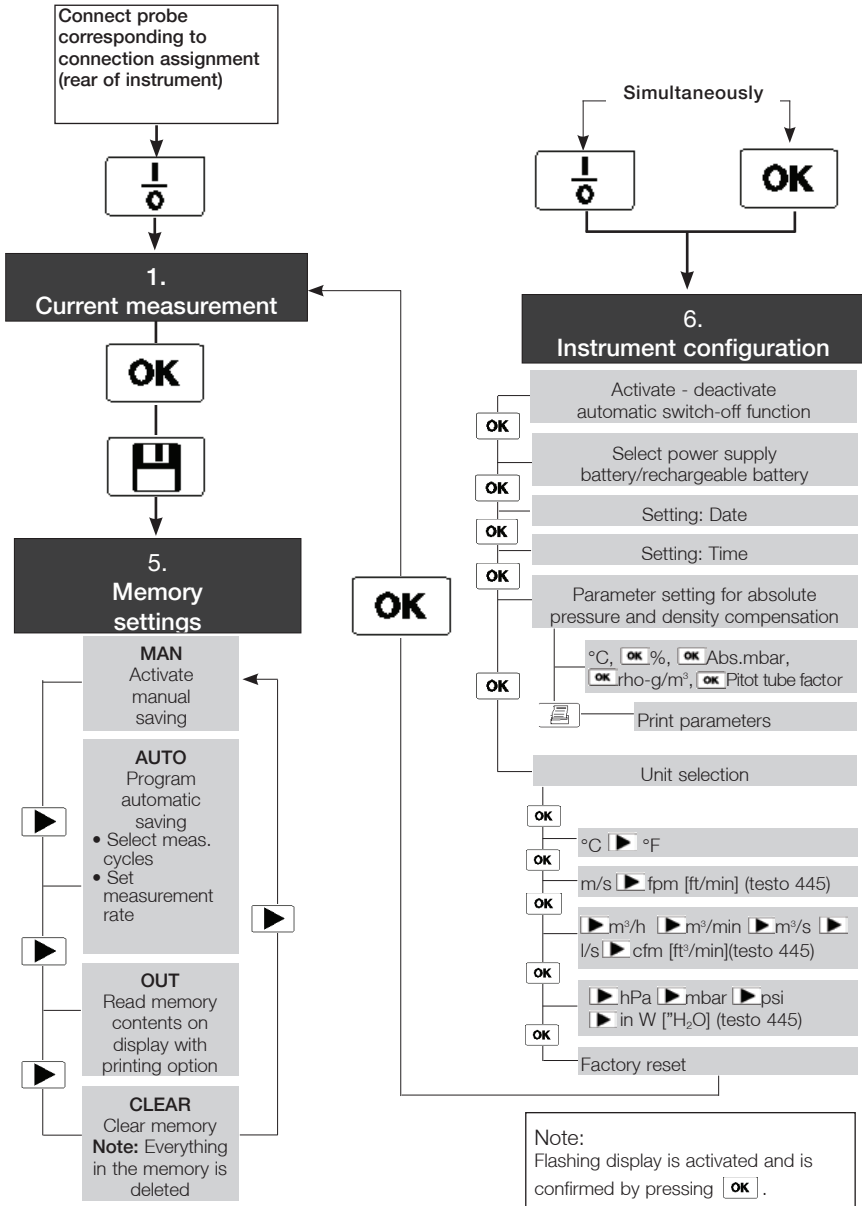 Connect probe
corresponding to
connection assignment
(rear of instrument)
I
0
1.
Current measurement
OK
5.
Memory
settings
MAN
Activate
manual
saving
AUTO
Program
automatic
saving
• Select meas.
cycles
• Set
measurement
rate
OUT
Read memory
contents on
display with
printing option
CLEAR
Clear memory
Note: Everything
in the memory is
deleted
OK
Simultaneously
I
0
OK
6.
Instrument configuration
Activate - deactivate
automatic switch-off function
OK
Select power supply
battery/rechargeable battery
OK
Setting: Date
OK
Setting: Time
OK
Parameter setting for absolute
pressure and density compensation
°C, OK %, OK Abs.mbar,
OK rho-g/m³, OK Pitot tube factor
Print parameters
OK
Unit selection
OK
°C ▶ °F
OK
m/s ▶ fpm [ft/min] (testo 445)
OK
▶ m³/h ▶ m³/min ▶ m³/s ▶
l/s ▶ cfm [ft³/min](testo 445)
OK
▶ hPa ▶ mbar ▶ psi
▶ in W ["H₂O] (testo 445)
OK
Factory reset
Note:
Flashing display is activated and is
confirmed by pressing OK .